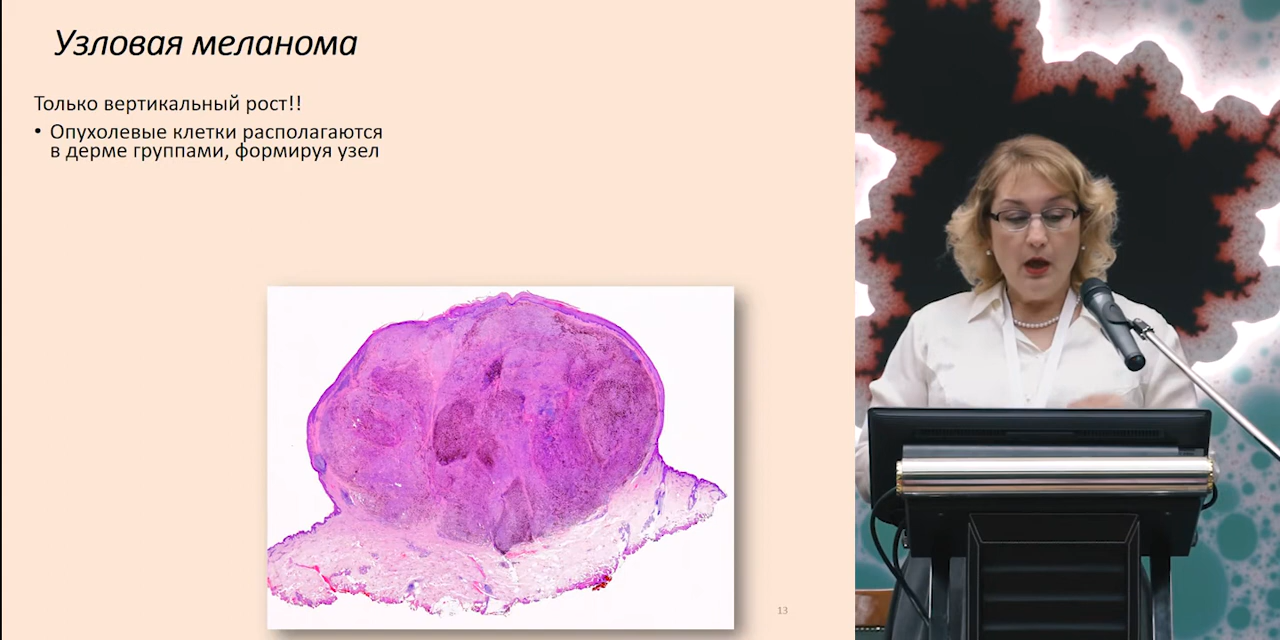 Узловая меланома
Только вертикальный рост!!
• Опухолевые клетки располагаются
в дерме группами, формируя узел
13